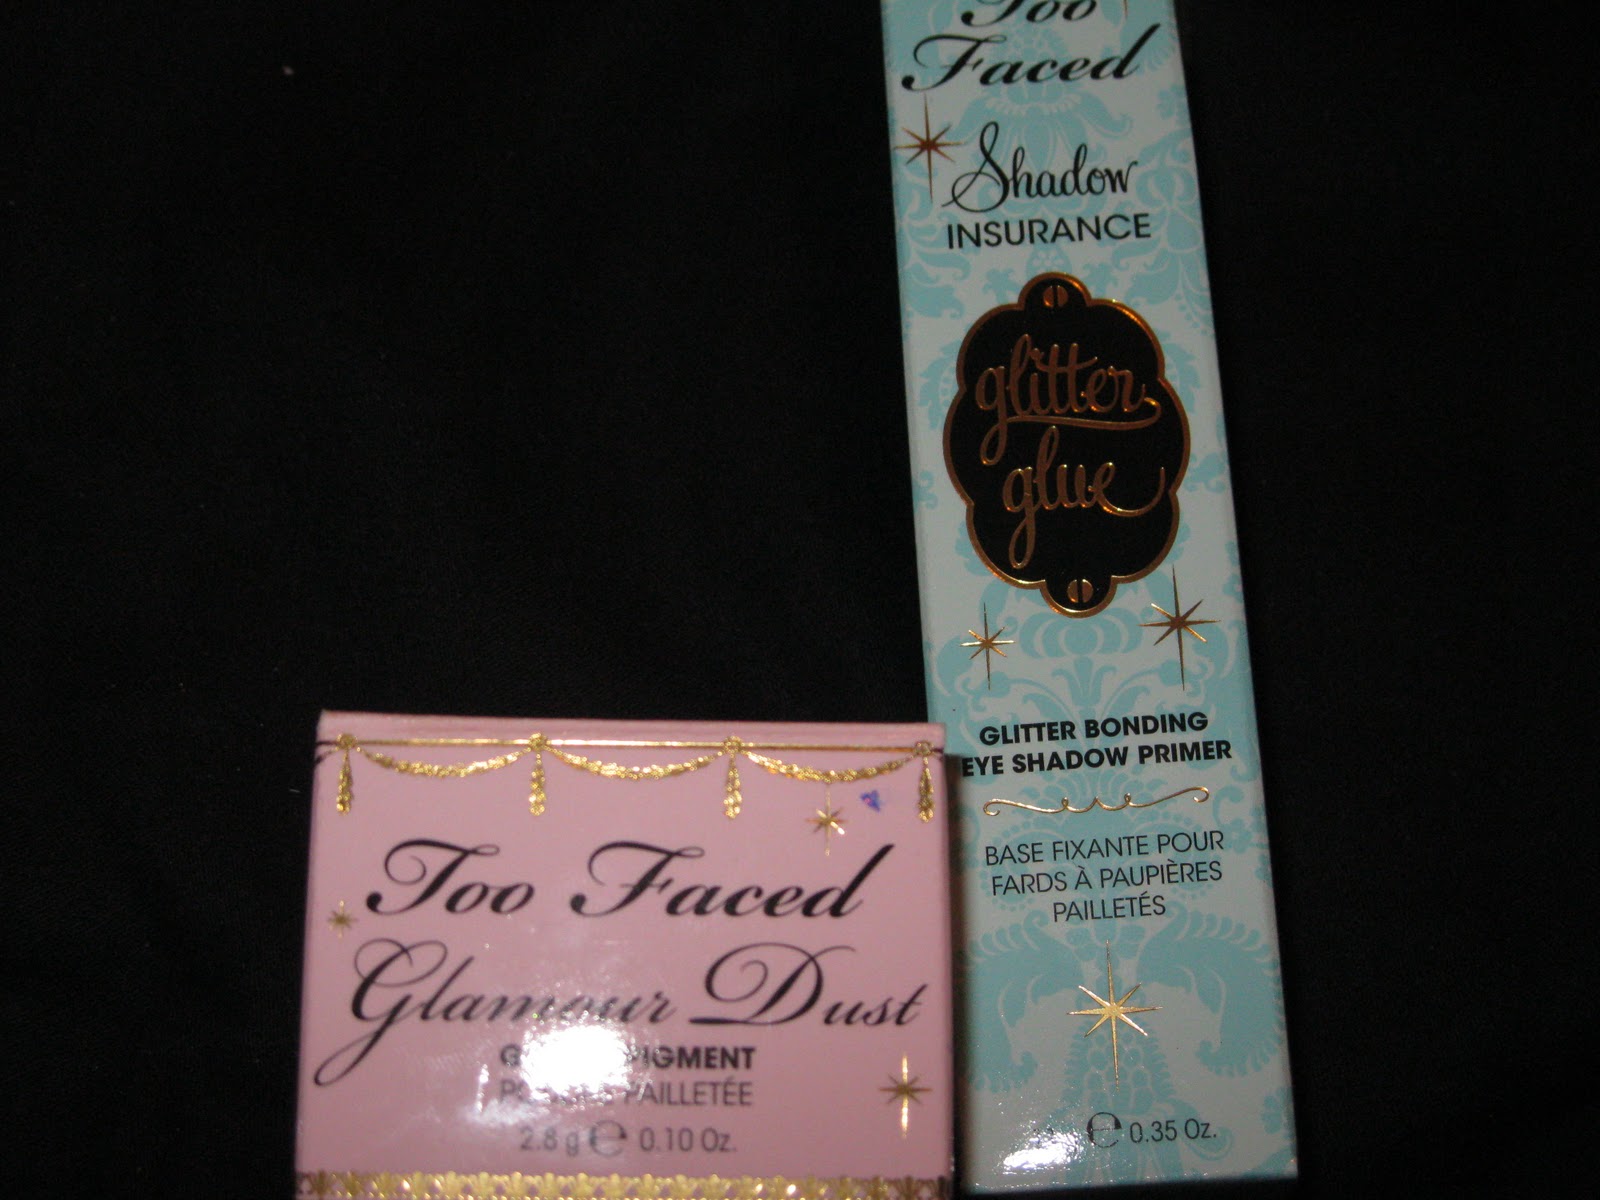 Too
Faced
Shadow
INSURANCE
glitter
glue
GLITTER BONDING
EYE SHADOW PRIMER
BASE FIXANTE POUR
FARDS À PAUPIÈRES
PAILLETÉS
℮ 0.35 Oz.
Too Faced
Glamour Dust
PIGMENT
PAILLETÉE
2.8 g ℮ 0.10 Oz.